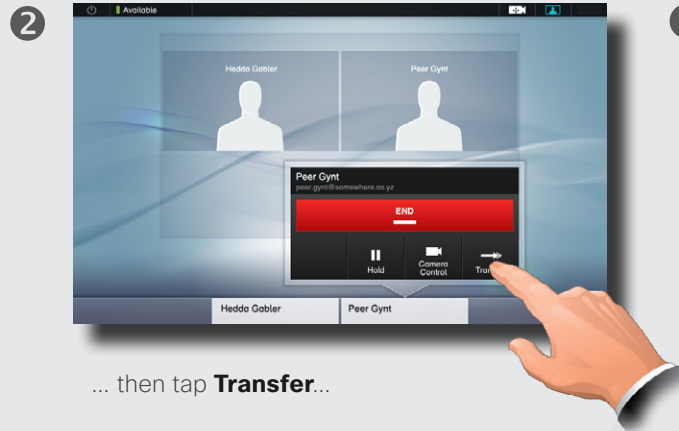 2
Available
Hedda Gabler
Peer Gynt
Peer Gynt
peer.gynt@somewhere.co.yz
END
Hold
Camera
Control
Hedda Gabler
Peer Gynt
... then tap Transfer...